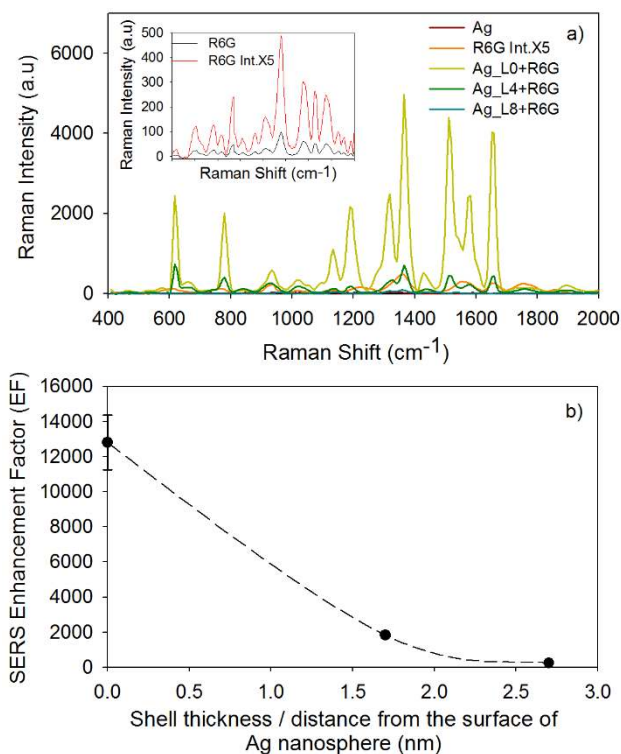 a)
Ag
R6G Int.X5
Ag_L0+R6G
Ag_L4+R6G
Ag_L8+R6G
500
400
300
200
100
0
R6G
R6G Int.X5
Raman Intensity (a.u)
Raman Shift (cm-1)
6000
4000
2000
0
Raman Intensity (a.u)
400 600 800 1000 1200 1400 1600 1800 2000
Raman Shift (cm-1)
b)
16000
14000
12000
10000
8000
6000
4000
2000
0
SERS Enhancement Factor (EF)
0.0 0.5 1.0 1.5 2.0 2.5 3.0
Shell thickness / distance from the surface of
Ag nanosphere (nm)